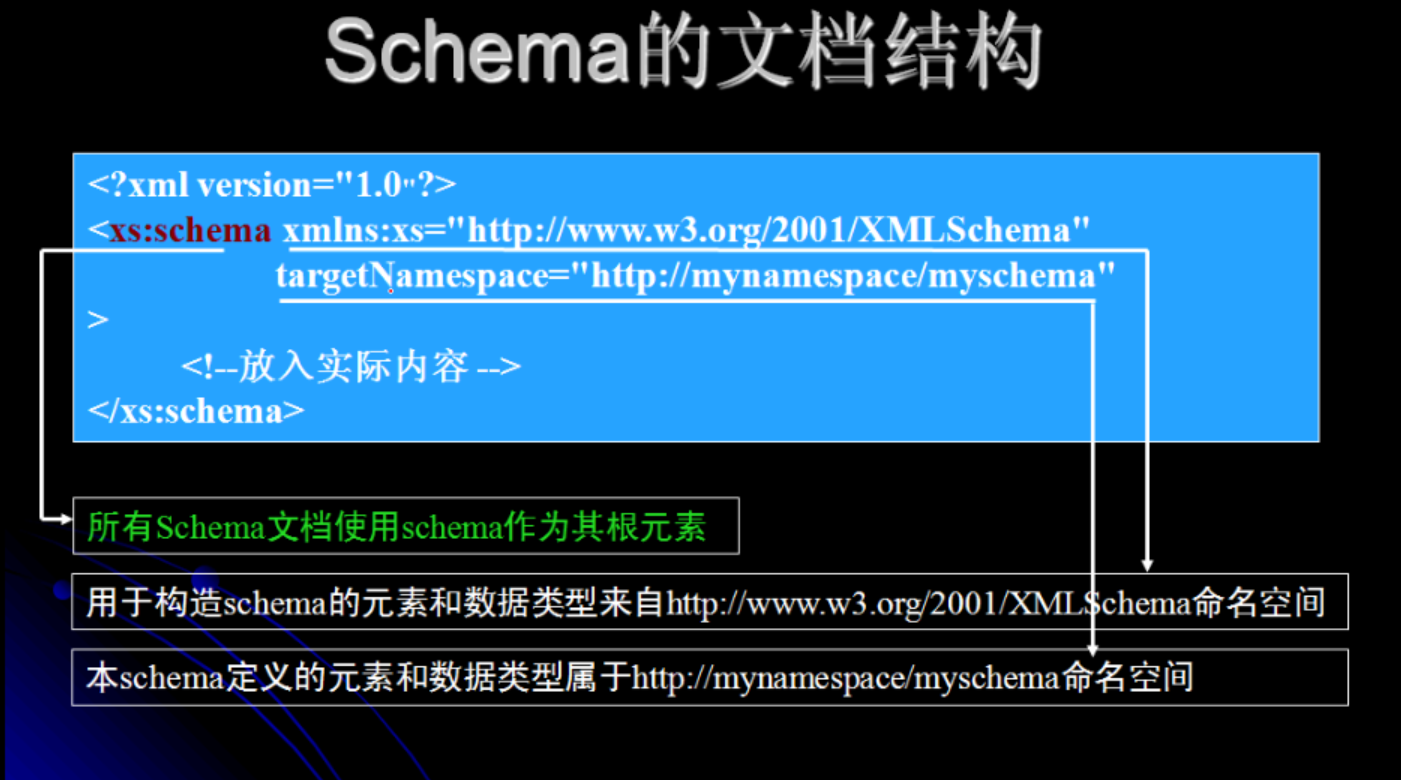 Schema的文档结构
<?xml version="1.0"?>
<xs:schema xmlns:xs="http://www.w3.org/2001/XMLSchema"
targetNamespace="http://mynamespace/myschema"
>
<!--放入实际内容 -->
</xs:schema>
所有Schema文档使用schema作为其根元素
用于构造schema的元素和数据类型来自http://www.w3.org/2001/XMLSchema命名空间
本schema定义的元素和数据类型属于http://mynamespace/myschema命名空间